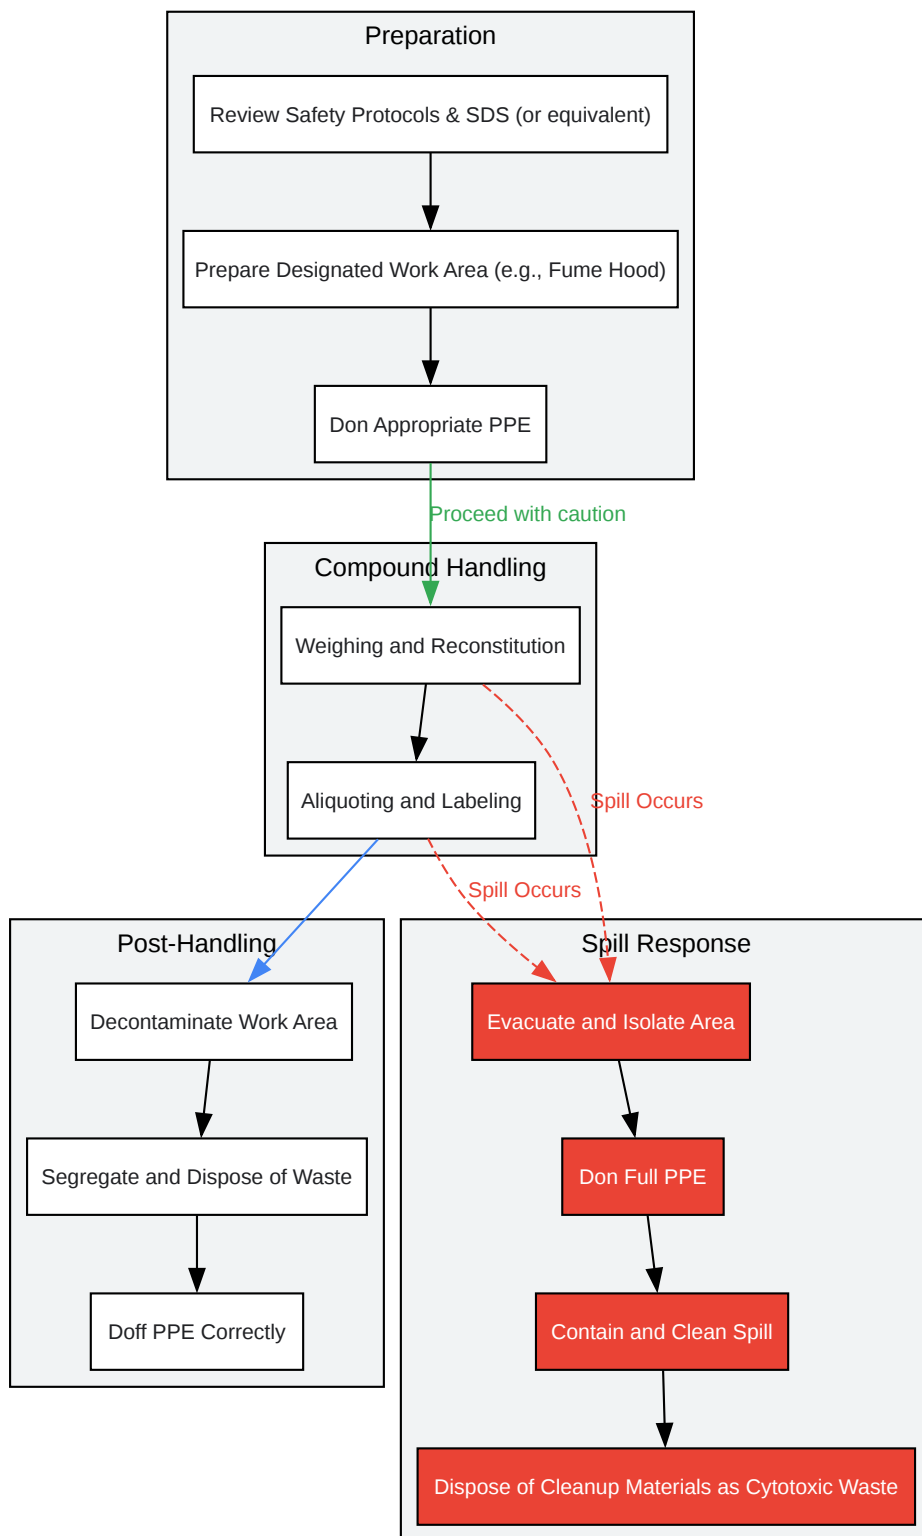 Preparation
Review Safety Protocols & SDS (or equivalent)
Prepare Designated Work Area (e.g., Fume Hood)
Don Appropriate PPE
Proceed with caution
Compound Handling
Weighing and Reconstitution
Aliquoting and Labeling
Spill Occurs
Spill Occurs
Post-Handling
Decontaminate Work Area
Segregate and Dispose of Waste
Doff PPE Correctly
Spill Response
Evacuate and Isolate Area
Don Full PPE
Contain and Clean Spill
Dispose of Cleanup Materials as Cytotoxic Waste